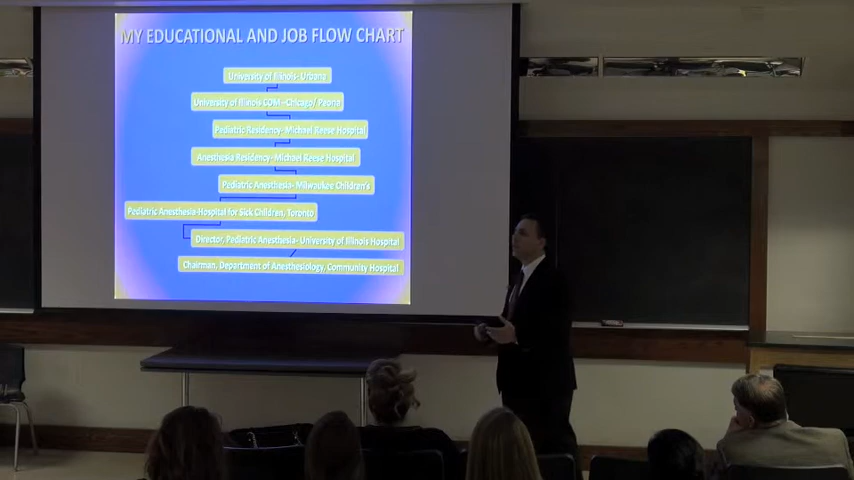 MY EDUCATIONAL AND JOB FLOW CHART
University of Illinois- Urbana
University of Illinois COM - Chicago/ Peoria
Pediatric Residency- Michael Reese Hospital
Anesthesia Residency- Michael Reese Hospital
Pediatric Anesthesia- Milwaukee Children's
Pediatric Anesthesia-Hospital for Sick Children, Toronto
Director, Pediatric Anesthesia- University of Illinois Hospital
Chairman, Department of Anesthesiology, Community Hospital